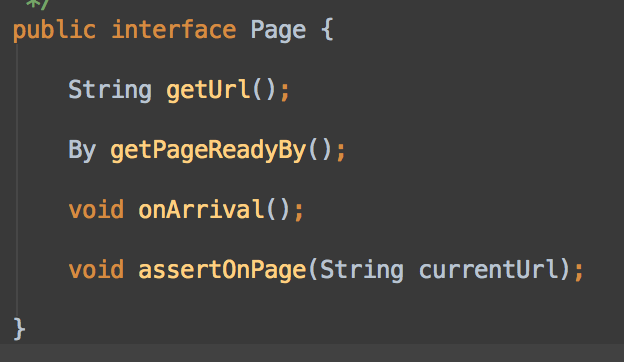 */
public interface Page {
String getUrl();
By getPageReadyBy();
void onArrival();
void assertOnPage(String currentUrl);
}